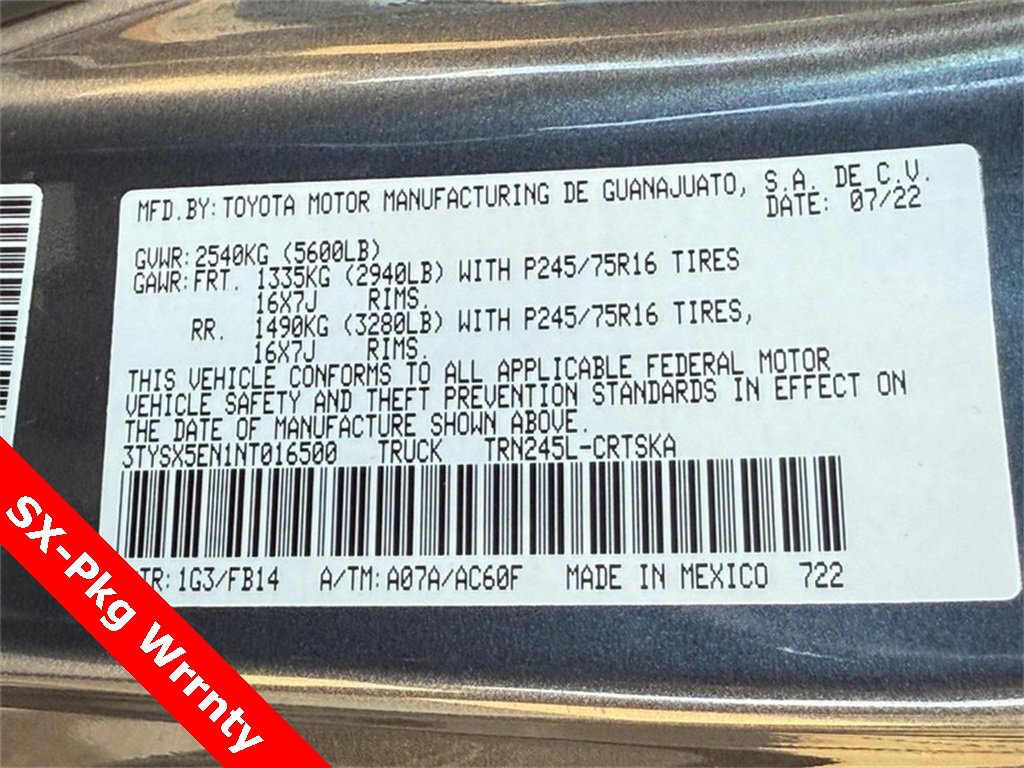 MFD.BY: TOYOTA MOTOR MANUFACTURING DE GUANAJUATO, S.A. DE C.V.
DATE: 07/22
GVWR: 2540KG (5600LB)
GAWR: FRT. 1335KG (2940LB) WITH P245/75R16 TIRES
16X7J RIMS.
RR. 1490KG (3280LB) WITH P245/75R16 TIRES,
16X7J RIMS.
THIS VEHICLE CONFORMS TO ALL APPLICABLE FEDERAL MOTOR
VEHICLE SAFETY AND THEFT PREVENTION STANDARDS IN EFFECT ON
THE DATE OF MANUFACTURE SHOWN ABOVE.
3TYSX5EN1NT016500 TRUCK TRN245L-CRTSKA
TR: 1G3/FB14 A/TM: A07A/AC60F MADE IN MEXICO 722
SX-Pkg Wrrnty